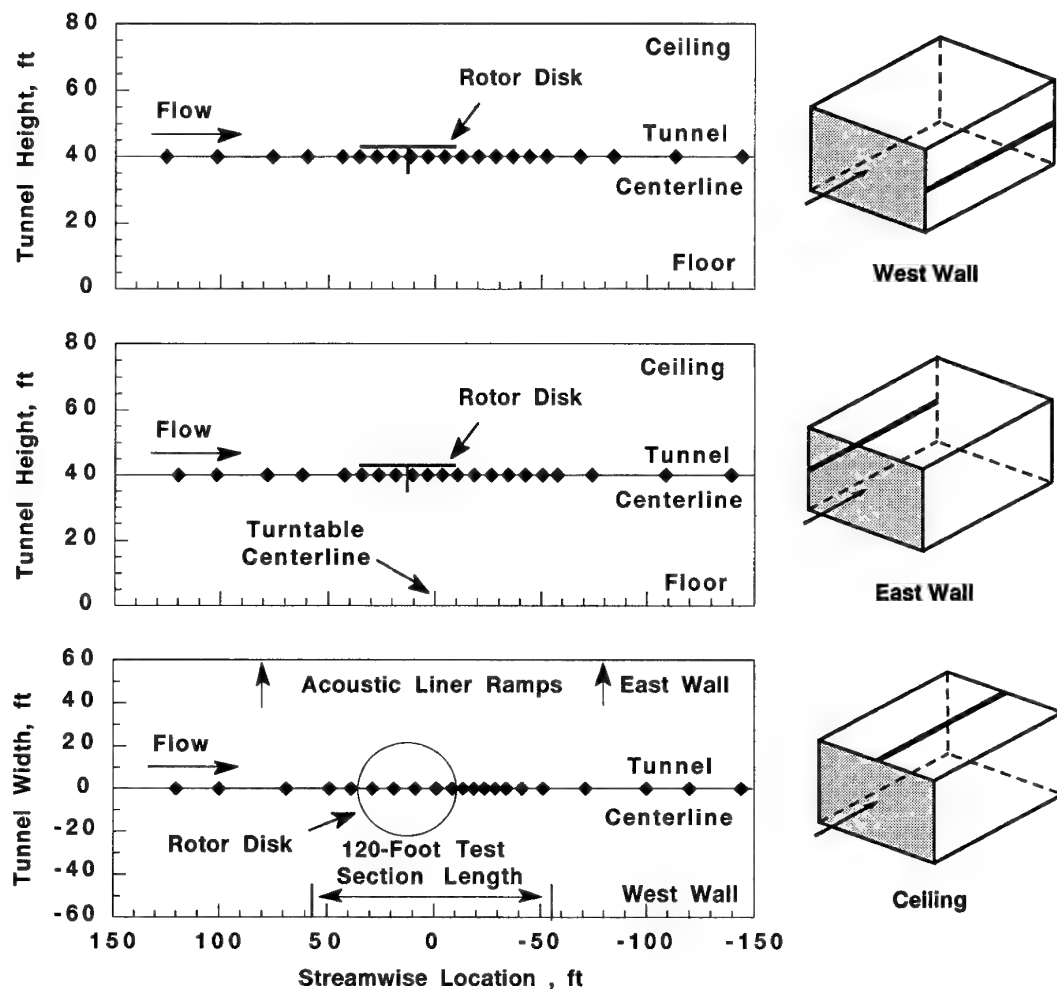 Tunnel Height, ft
80
60
40
20
0
Ceiling
Rotor Disk
Flow
Tunnel
Centerline
Floor
West Wall
Tunnel Height, ft
80
60
40
20
0
Ceiling
Rotor Disk
Flow
Tunnel
Centerline
Turntable
Centerline
Floor
East Wall
Tunnel Width, ft
60
40
20
0
-20
-40
-60
Acoustic Liner Ramps
East Wall
Flow
Tunnel
Centerline
Rotor Disk
120-Foot Test
Section Length
West Wall
Ceiling
150 100 50 0 -50 -100 -150
Streamwise Location , ft